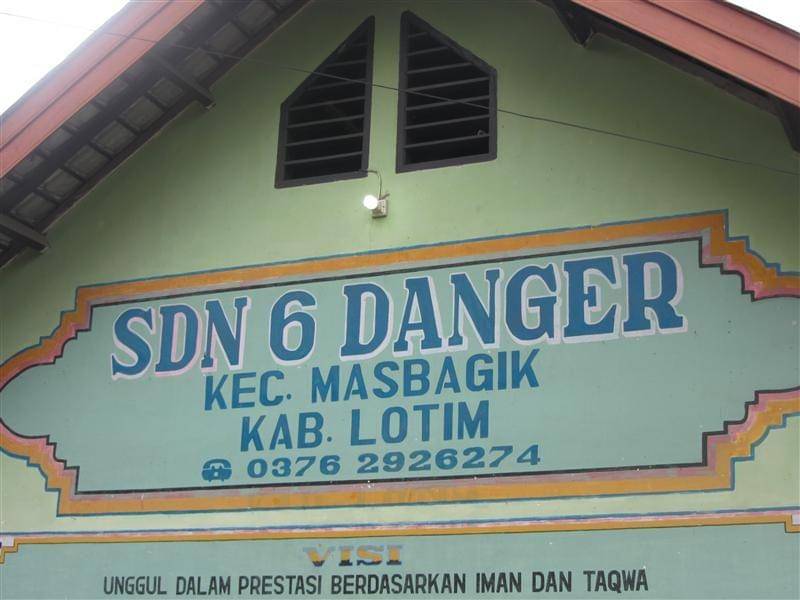 SDN 6 DANGER
KEC. MASBAGIK
KAB. LOTIM
☎ 0376 2926274
VISI
UNGGUL DALAM PRESTASI BERDASARKAN IMAN DAN TAQWA